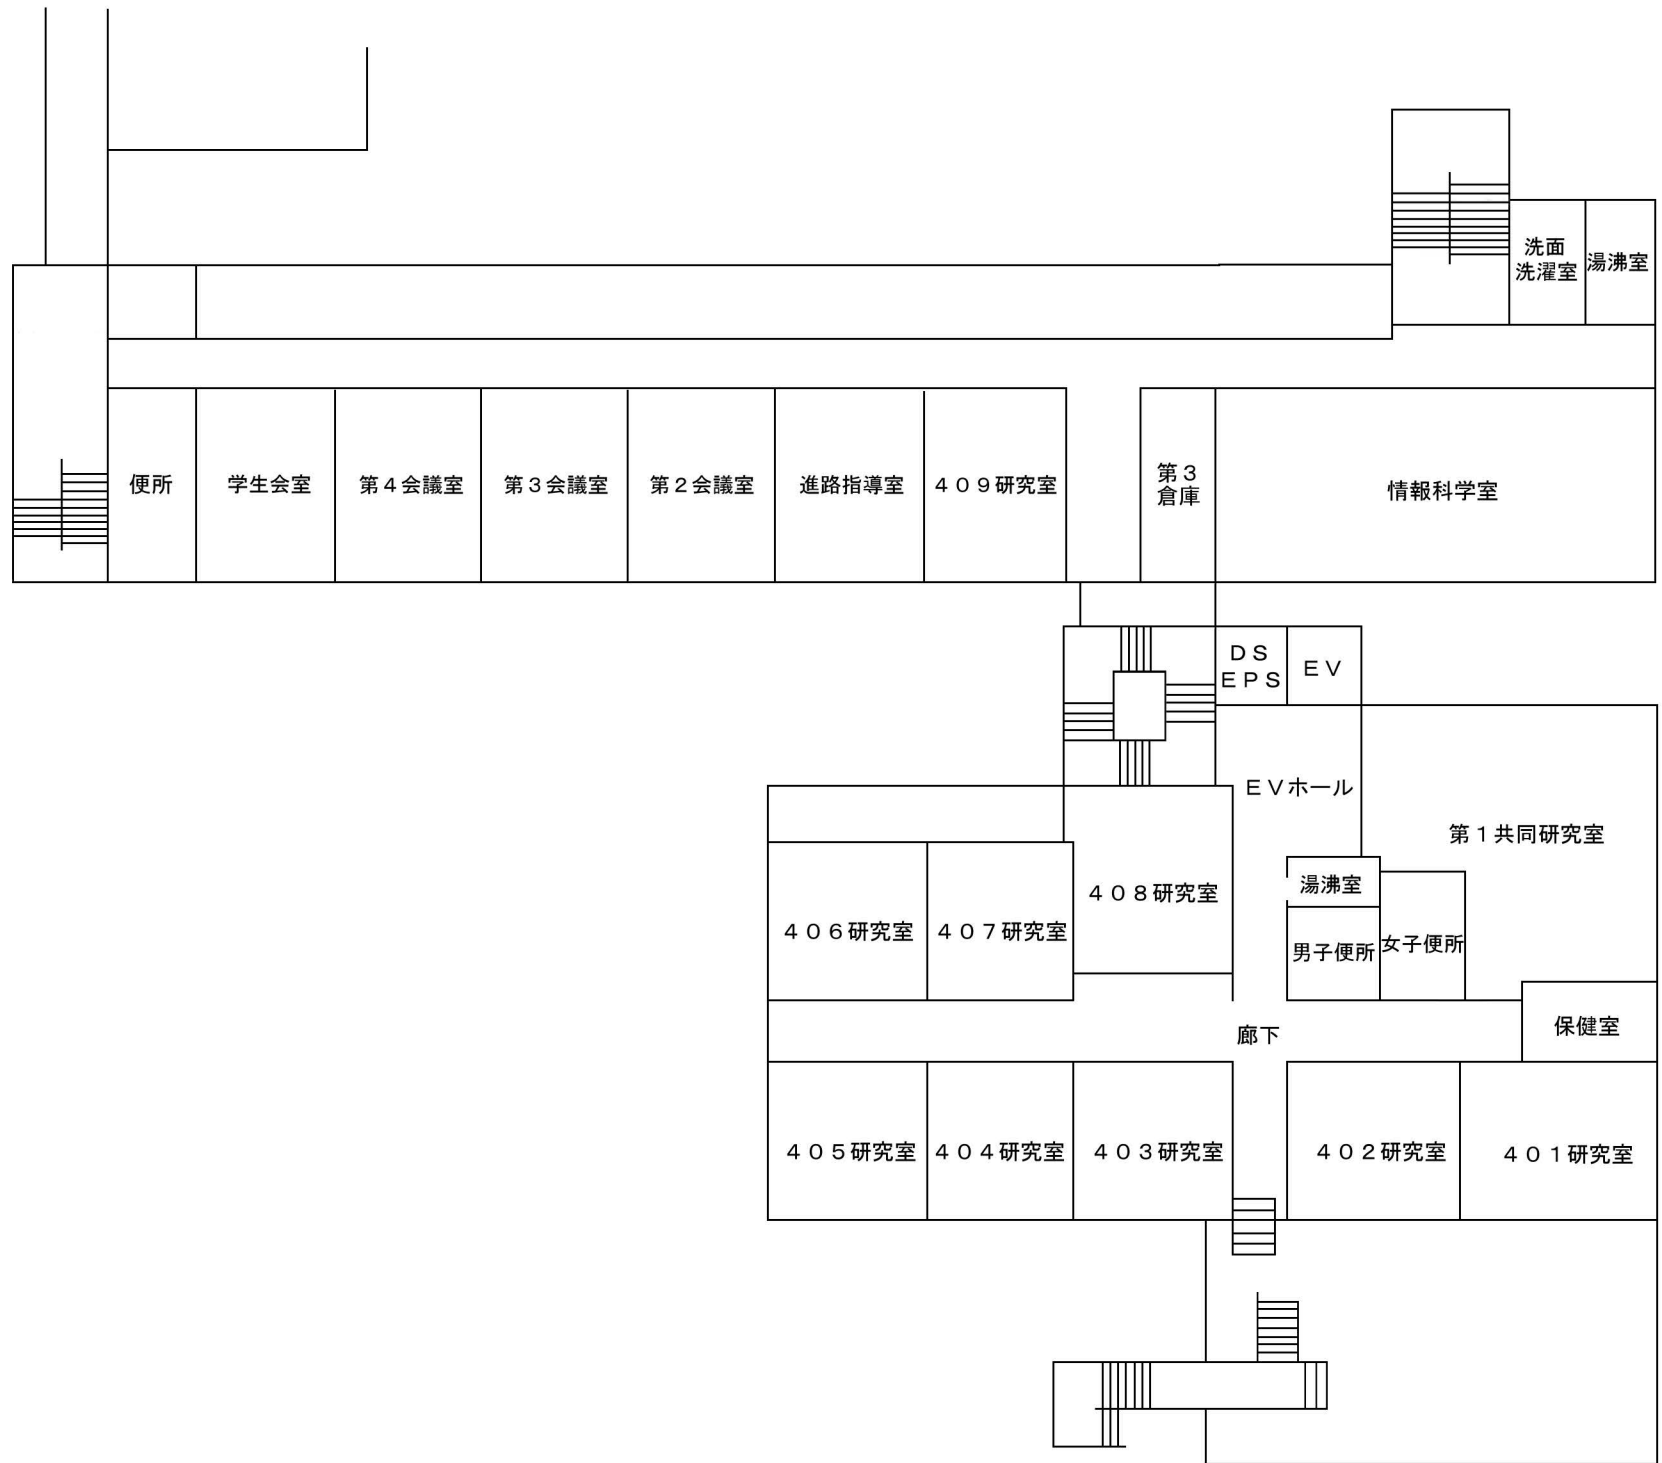 洗面
洗濯室
湯沸室
便所
学生会室
第4会議室
第3会議室
第2会議室
進路指導室
409研究室
第3
倉庫
情報科学室
DS
EPS
EV
EVホール
第1共同研究室
湯沸室
408研究室
406研究室
407研究室
男子便所
女子便所
保健室
廊下
405研究室
404研究室
403研究室
402研究室
401研究室